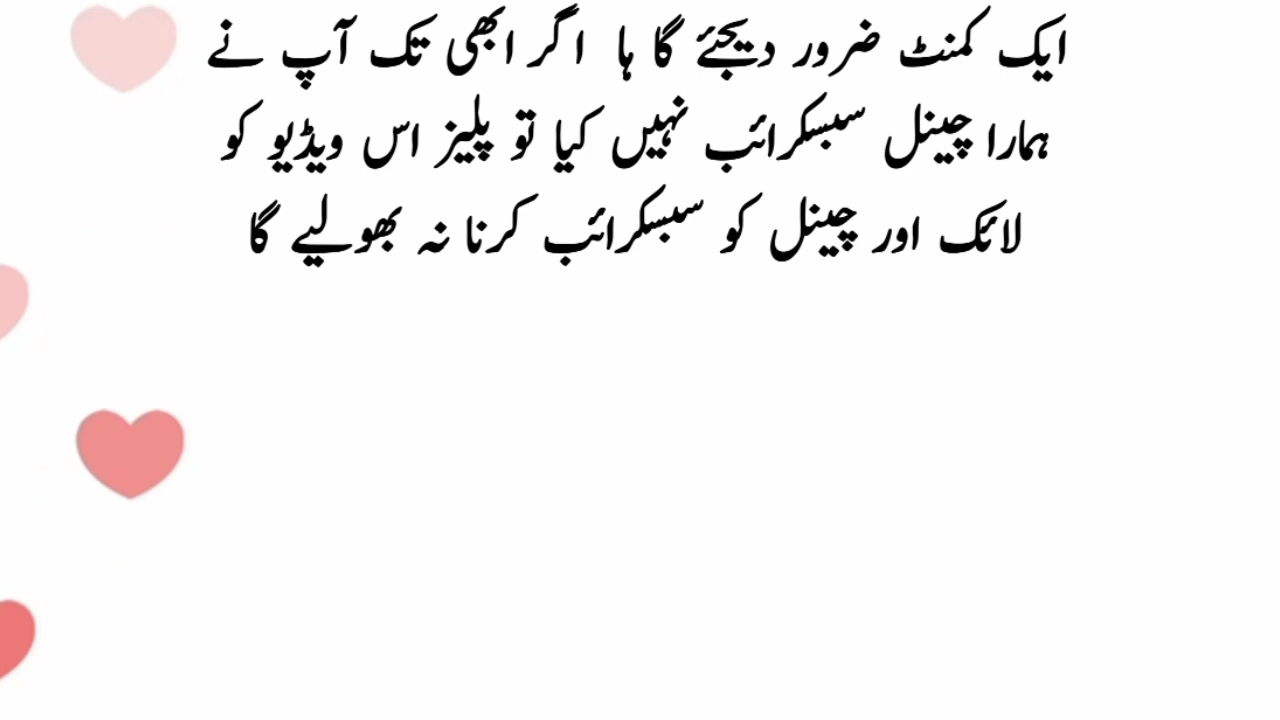 ایک کمنٹ ضرور دیجئے گا ہا اگر ابھی تک آپ نے
ہمارا چینل سبسکرائب نہیں کیا تو پلیز اس ویڈیو کو
لائک اور چینل کو سبسکرائب کرنا نہ بھولیے گا